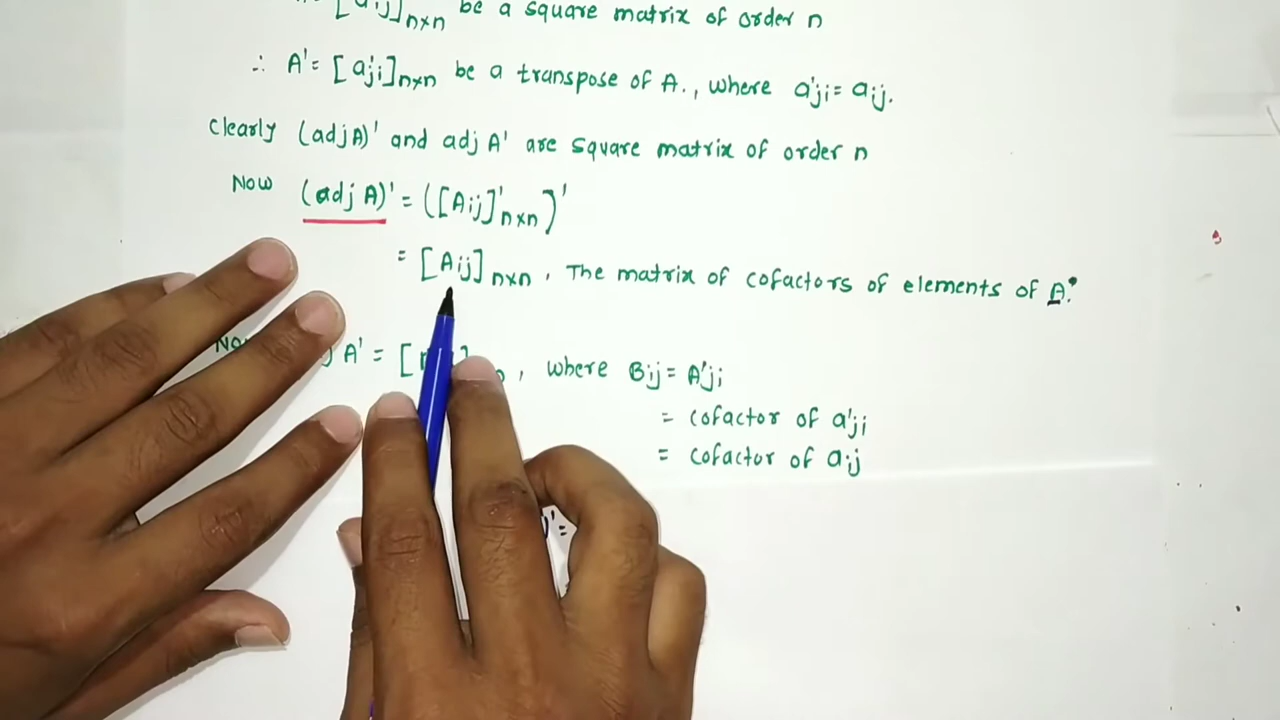 [aij]n×n be a square matrix of order n
∴ A' = [a'ji]n×n be a transpose of A., where a'ji = aij.
Clearly (adjA)' and adj A' are square matrix of order n
Now (adj A)' = ([Aij]'n×n)'
= [Aij]n×n, The matrix of cofactors of elements of A.
A' = [ , where Bij = A'ji
= cofactor of a'ji
= cofactor of aij
)' =